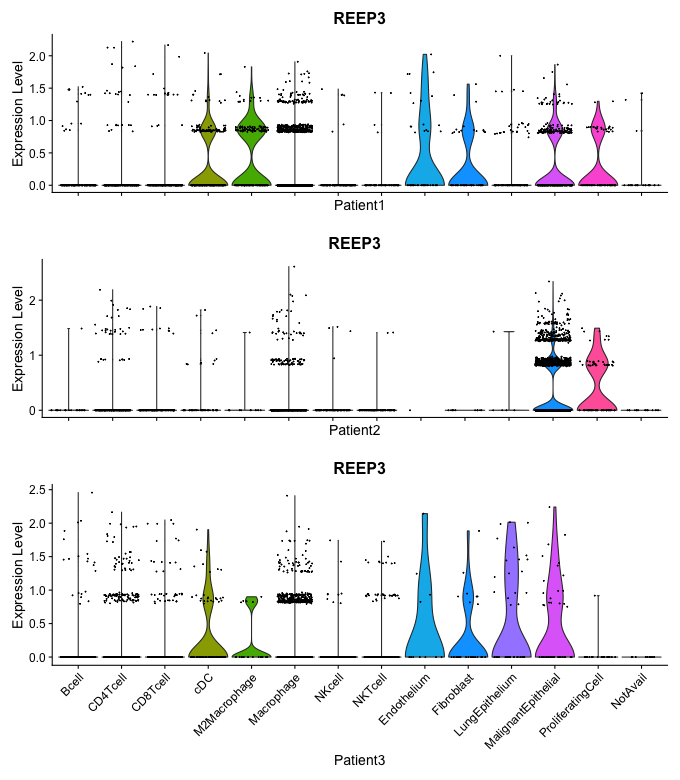 REEP3
Expression Level
2.0
1.5
1.0
0.5
0.0
Patient1
REEP3
Expression Level
2
1
0
Patient2
REEP3
Expression Level
2.5
2.0
1.5
1.0
0.5
0.0
Bcell
CD4Tcell
CD8Tcell
cDC
M2Macrophage
Macrophage
NKcell
NKTcell
Endothelium
Fibroblast
LungEpithelium
MalignantEpithelial
ProliferatingCell
NotAvail
Patient3